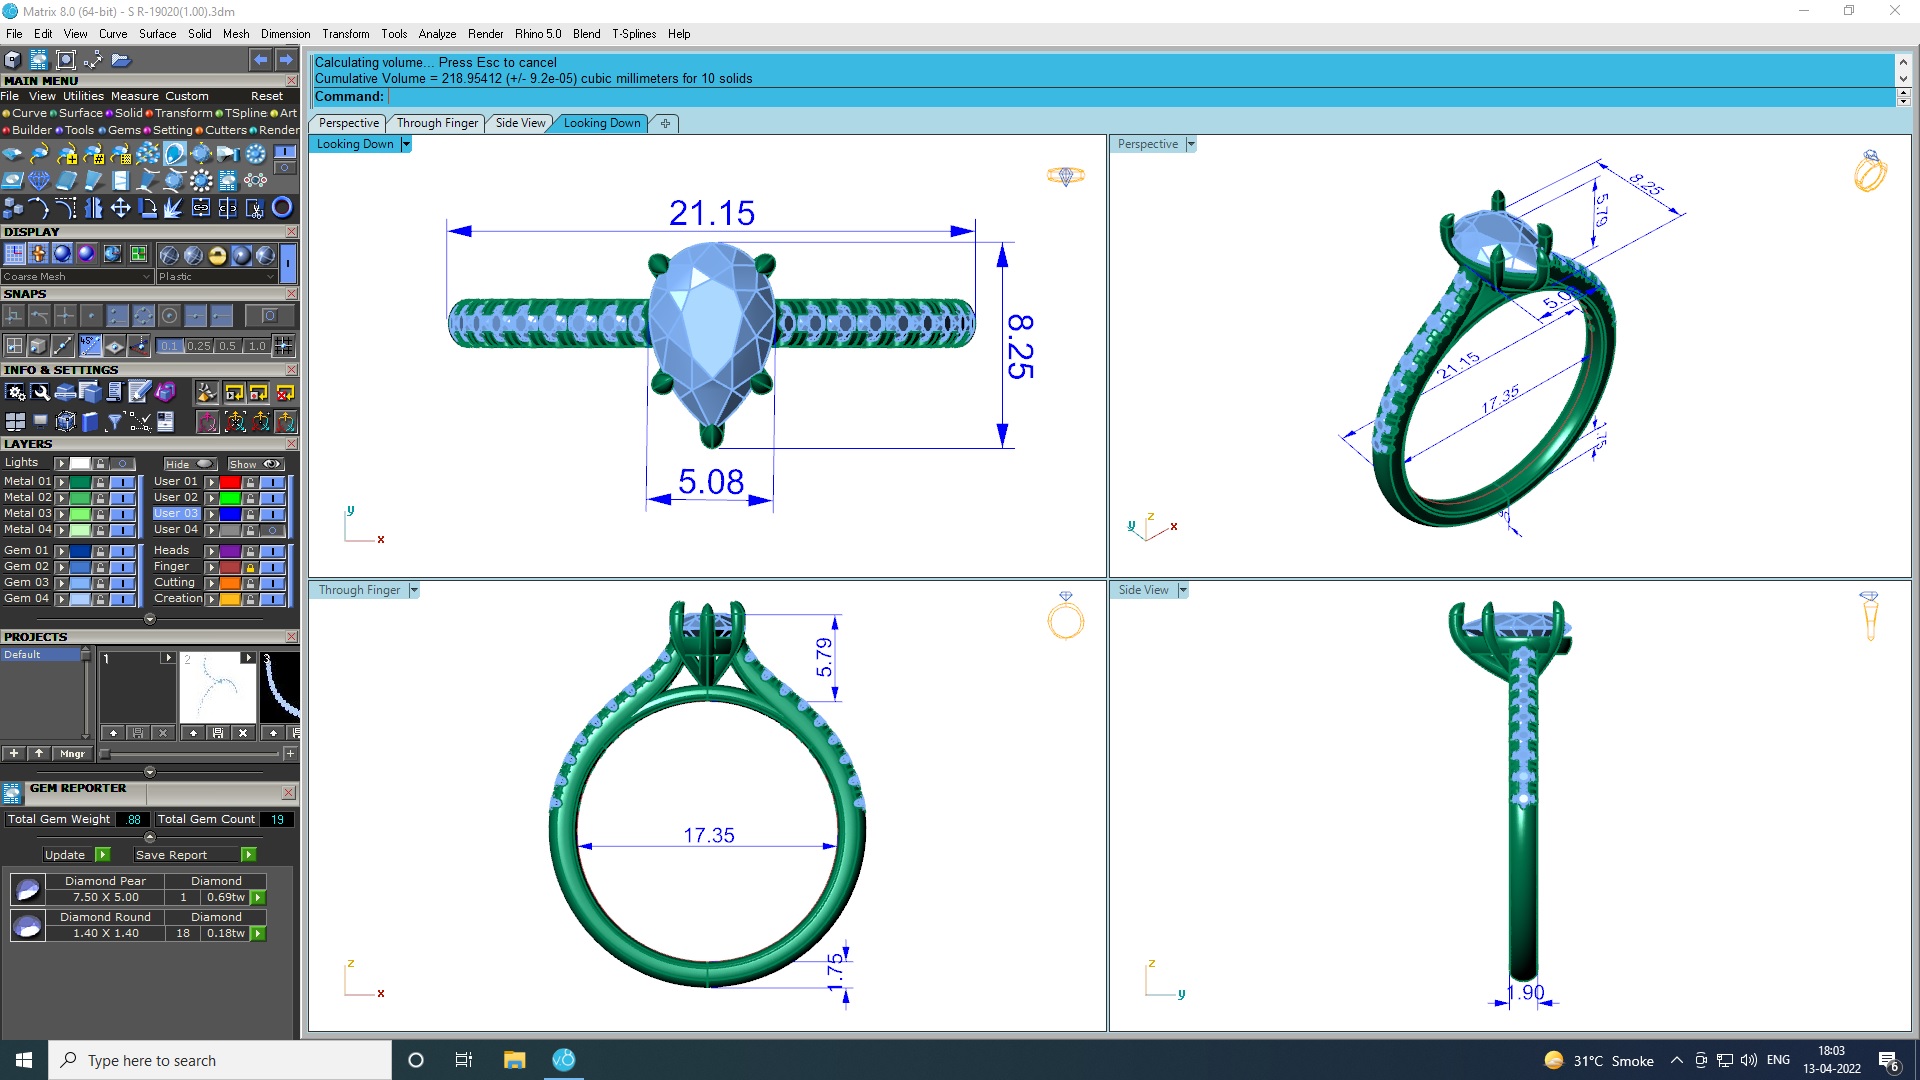 Matrix 8.0 (64-bit) - S R-19020(1.00).3dm
File Edit View Curve Surface Solid Mesh Dimension Transform Tools Analyze Render Rhino 5.0 Blend T-Splines Help
Calculating volume... Press Esc to cancel
Cumulative Volume = 218.95412 (+/- 9.2e-05) cubic millimeters for 10 solids
Command:
MAIN MENU
File View Utilities Measure Custom Reset
Curve Surface Solid Transform TSpline Art
Builder Tools Gems Setting Cutters Render
DISPLAY
Coarse Mesh Plastic
SNAPS
45°
0.1 0.25 0.5 1.0
INFO & SETTINGS
LAYERS
Lights Hide Show
Metal 01 User 01
Metal 02 User 02
Metal 03 User 03
Metal 04 User 04
Gem 01 Heads
Gem 02 Finger
Gem 03 Cutting
Gem 04 Creation
PROJECTS
Default
1 2 3
Mngr
GEM REPORTER
Total Gem Weight .88 Total Gem Count 19
Update Save Report
Diamond Pear Diamond
7.50 X 5.00 1 0.69tw
Diamond Round Diamond
1.40 X 1.40 18 0.18tw
Perspective Through Finger Side View Looking Down
Looking Down
21.15
8.25
5.08
y
x
Perspective
8.25
5.79
5.08
21.15
17.35
1.75
y z x
Through Finger
5.79
17.35
1.75
z
x
Side View
1.90
z
y
Type here to search
31°C Smoke
ENG
18:03
13-04-2022
6